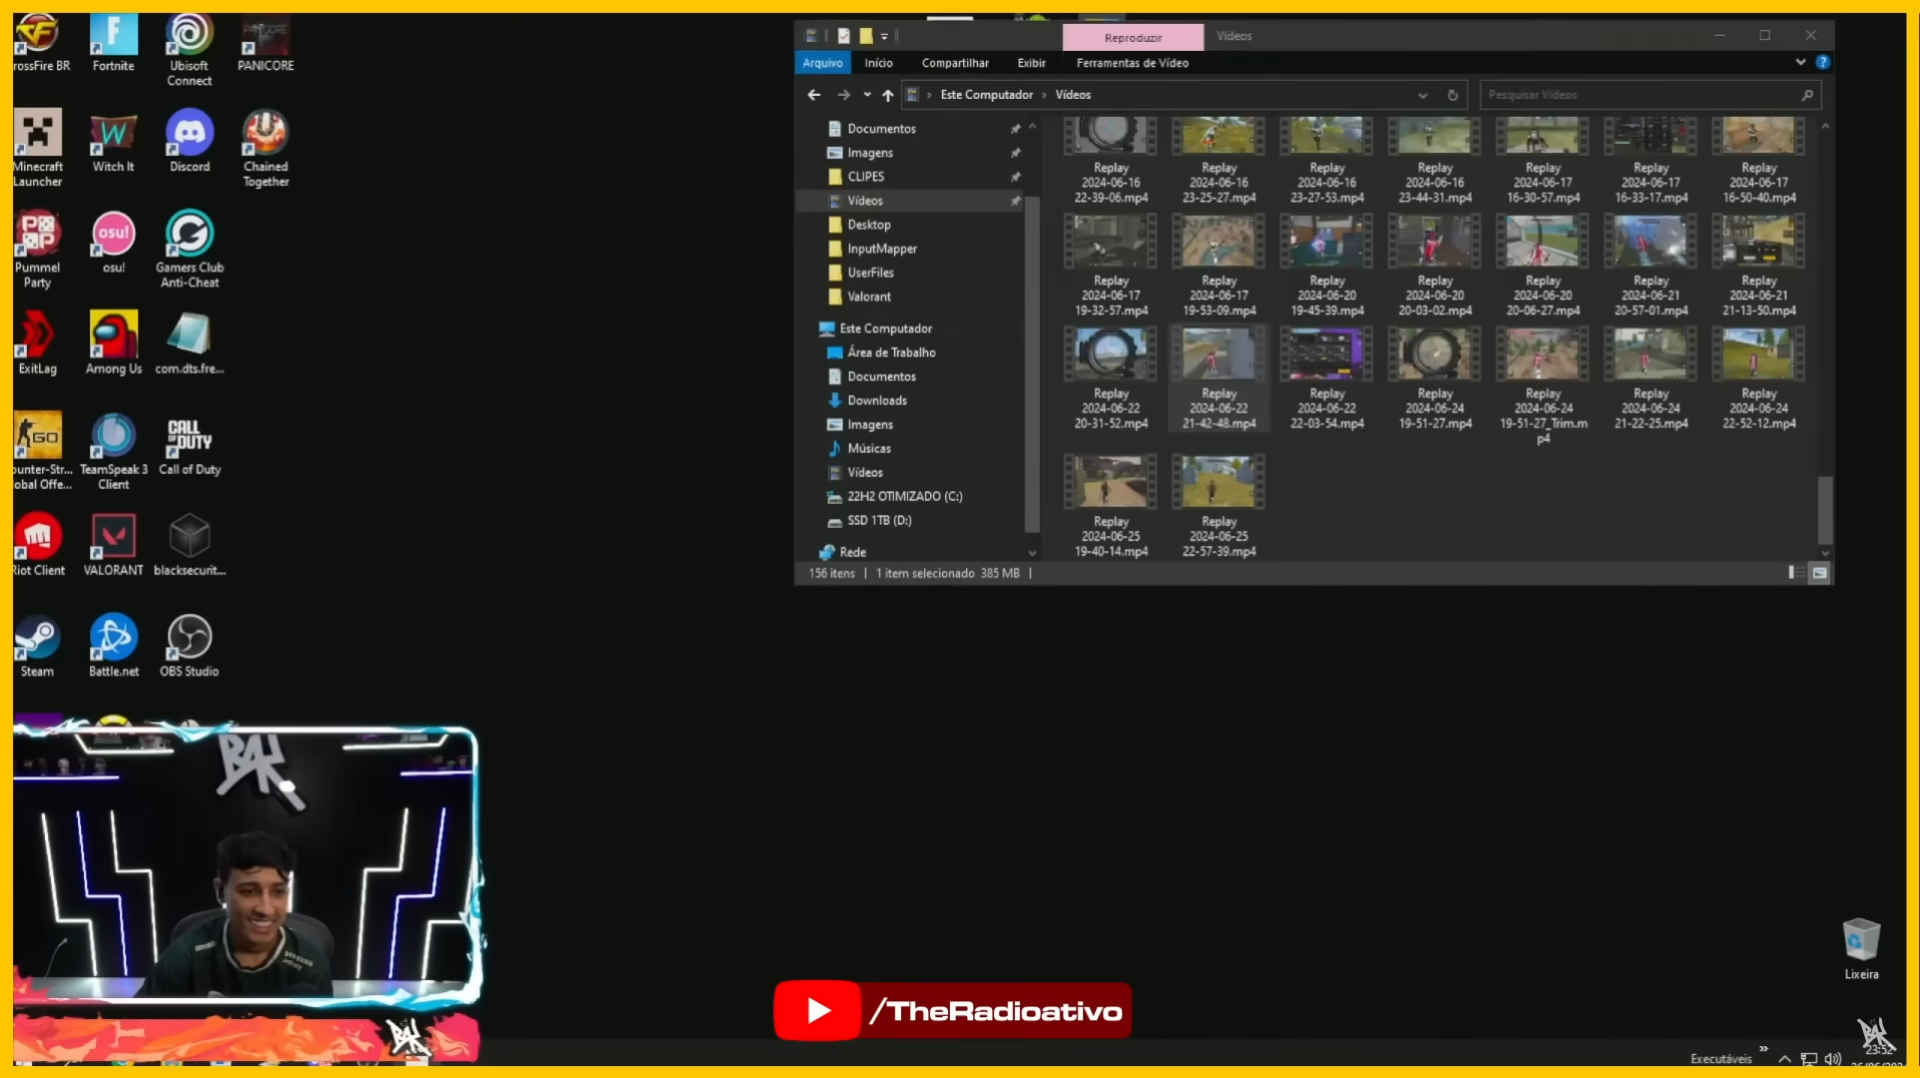 rossFire BR
Fortnite
Ubisoft
Connect
PANICORE
Minecraft
Launcher
Witch It
Discord
Chained
Together
Pummel
Party
osu!
osu!
Gamers Club
Anti-Cheat
ExitLag
Among Us
com.dts.fre...
GO
CALL
OF DUTY
ounter-Str...
obal Offe...
TeamSpeak 3
Client
Call of Duty
Riot Client
VALORANT
blacksecurit...
Steam
Battle.net
OBS Studio
Reproduzir
Vídeos
Arquivo
Início
Compartilhar
Exibir
Ferramentas de Vídeo
Este Computador
Vídeos
Pesquisar Vídeos
Documentos
Imagens
CLIPES
Vídeos
Desktop
InputMapper
UserFiles
Valorant
Este Computador
Área de Trabalho
Documentos
Downloads
Imagens
Músicas
Vídeos
22H2 OTIMIZADO (C:)
SSD 1TB (D:)
Rede
Replay
2024-06-16
22-39-06.mp4
Replay
2024-06-16
23-25-27.mp4
Replay
2024-06-16
23-27-53.mp4
Replay
2024-06-16
23-44-31.mp4
Replay
2024-06-17
16-30-57.mp4
Replay
2024-06-17
16-33-17.mp4
Replay
2024-06-17
16-50-40.mp4
Replay
2024-06-17
19-32-57.mp4
Replay
2024-06-17
19-53-09.mp4
Replay
2024-06-20
19-45-39.mp4
Replay
2024-06-20
20-03-02.mp4
Replay
2024-06-20
20-06-27.mp4
Replay
2024-06-21
20-57-01.mp4
Replay
2024-06-21
21-13-50.mp4
Replay
2024-06-22
20-31-52.mp4
Replay
2024-06-22
21-42-48.mp4
Replay
2024-06-22
22-03-54.mp4
Replay
2024-06-24
19-51-27.mp4
Replay
2024-06-24
19-51-27_Trim.m
p4
Replay
2024-06-24
21-22-25.mp4
Replay
2024-06-24
22-52-12.mp4
Replay
2024-06-25
19-40-14.mp4
Replay
2024-06-25
22-57-39.mp4
156 itens
1 item selecionado 385 MB
BAK
/TheRadioativo
Lixeira
Executáveis
23:52